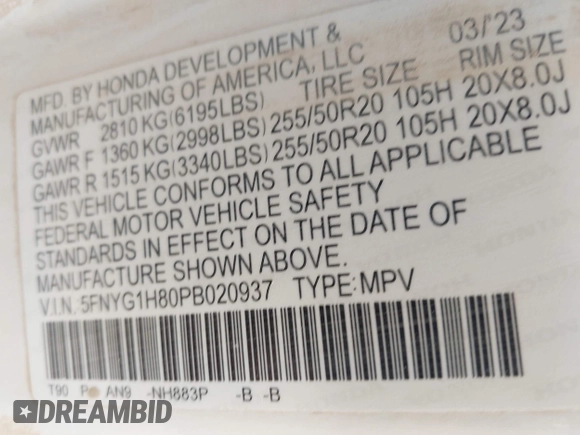 MFD. BY HONDA DEVELOPMENT & 03/'23
MANUFACTURING OF AMERICA, LLC
GVWR 2810 KG(6195LBS) TIRE SIZE RIM SIZE
GAWR F 1360 KG(2998LBS) 255/50R20 105H 20X8.0J
GAWR R 1515 KG(3340LBS) 255/50R20 105H 20X8.0J
THIS VEHICLE CONFORMS TO ALL APPLICABLE
FEDERAL MOTOR VEHICLE SAFETY
STANDARDS IN EFFECT ON THE DATE OF
MANUFACTURE SHOWN ABOVE.
V.I.N. 5FNYG1H80PB020937 TYPE:MPV
T90 AN9 -NH883P -B -B
DREAMBID